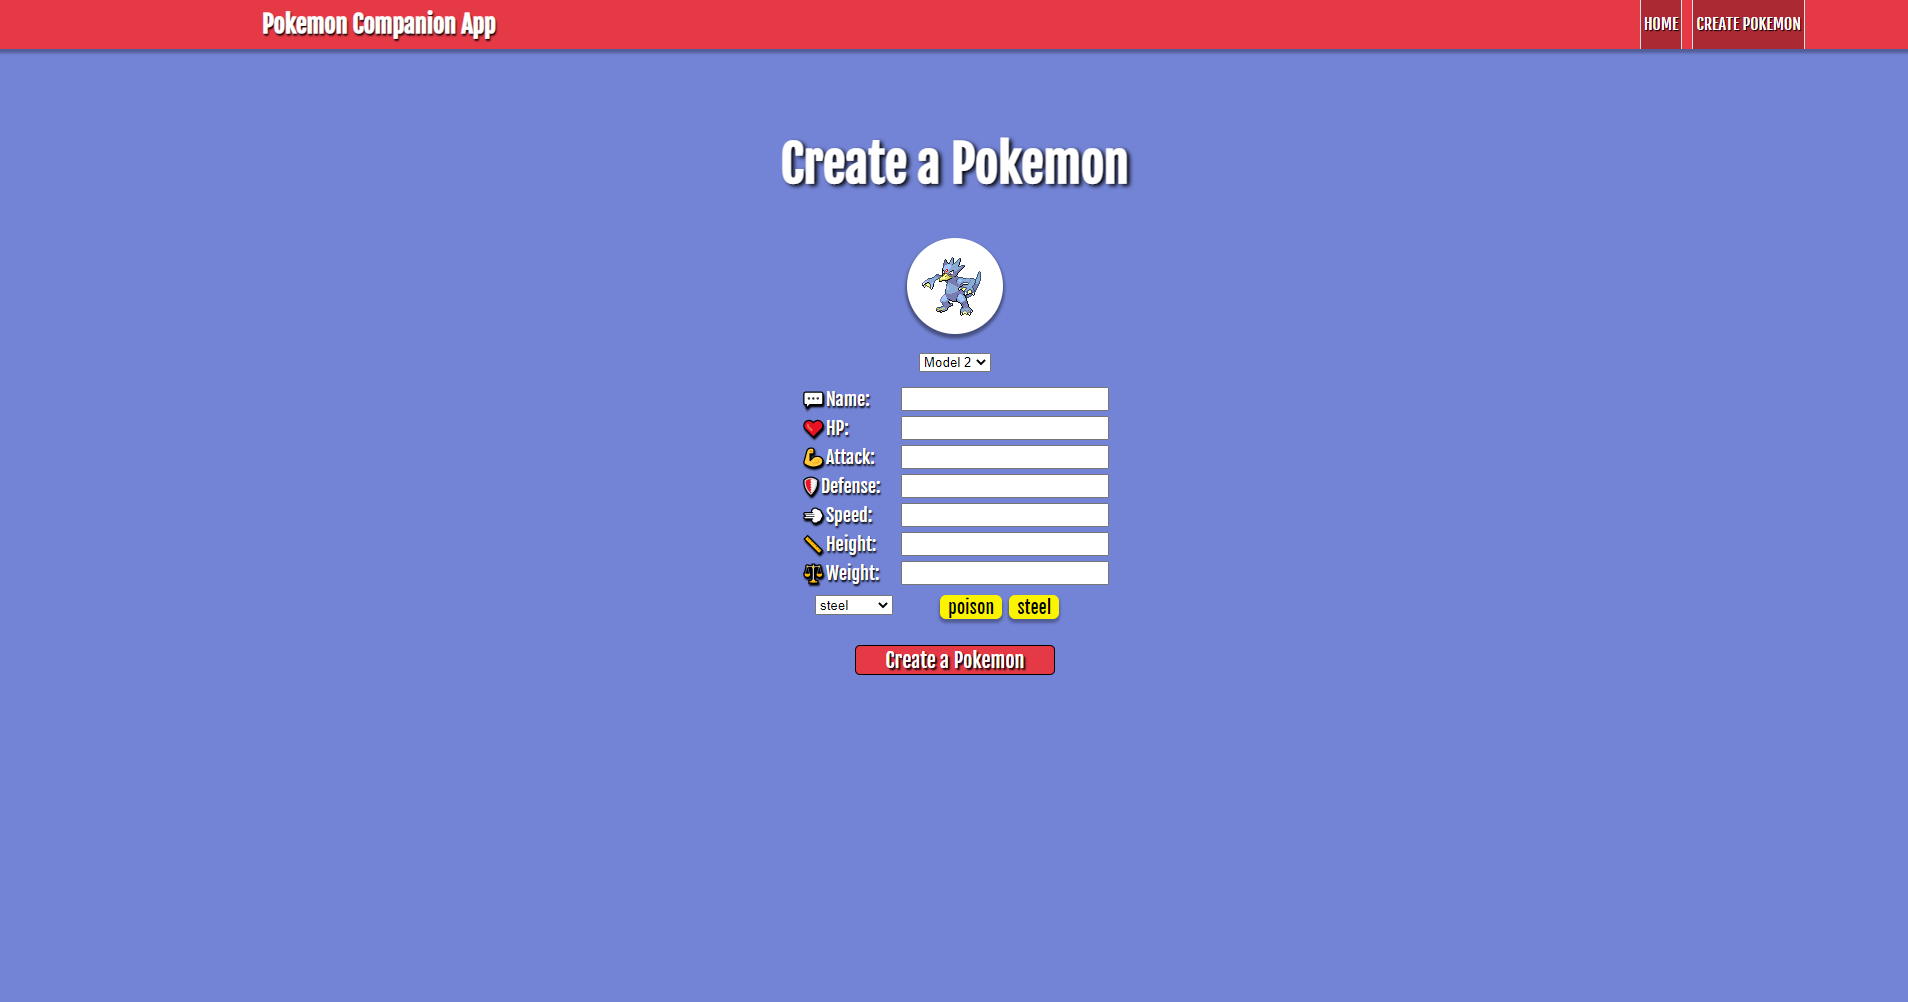 Pokemon Companion App
HOME
CREATE POKEMON
Create a Pokemon
Model 2
Name:
HP:
Attack:
Defense:
Speed:
Height:
Weight:
steel
poison
steel
Create a Pokemon